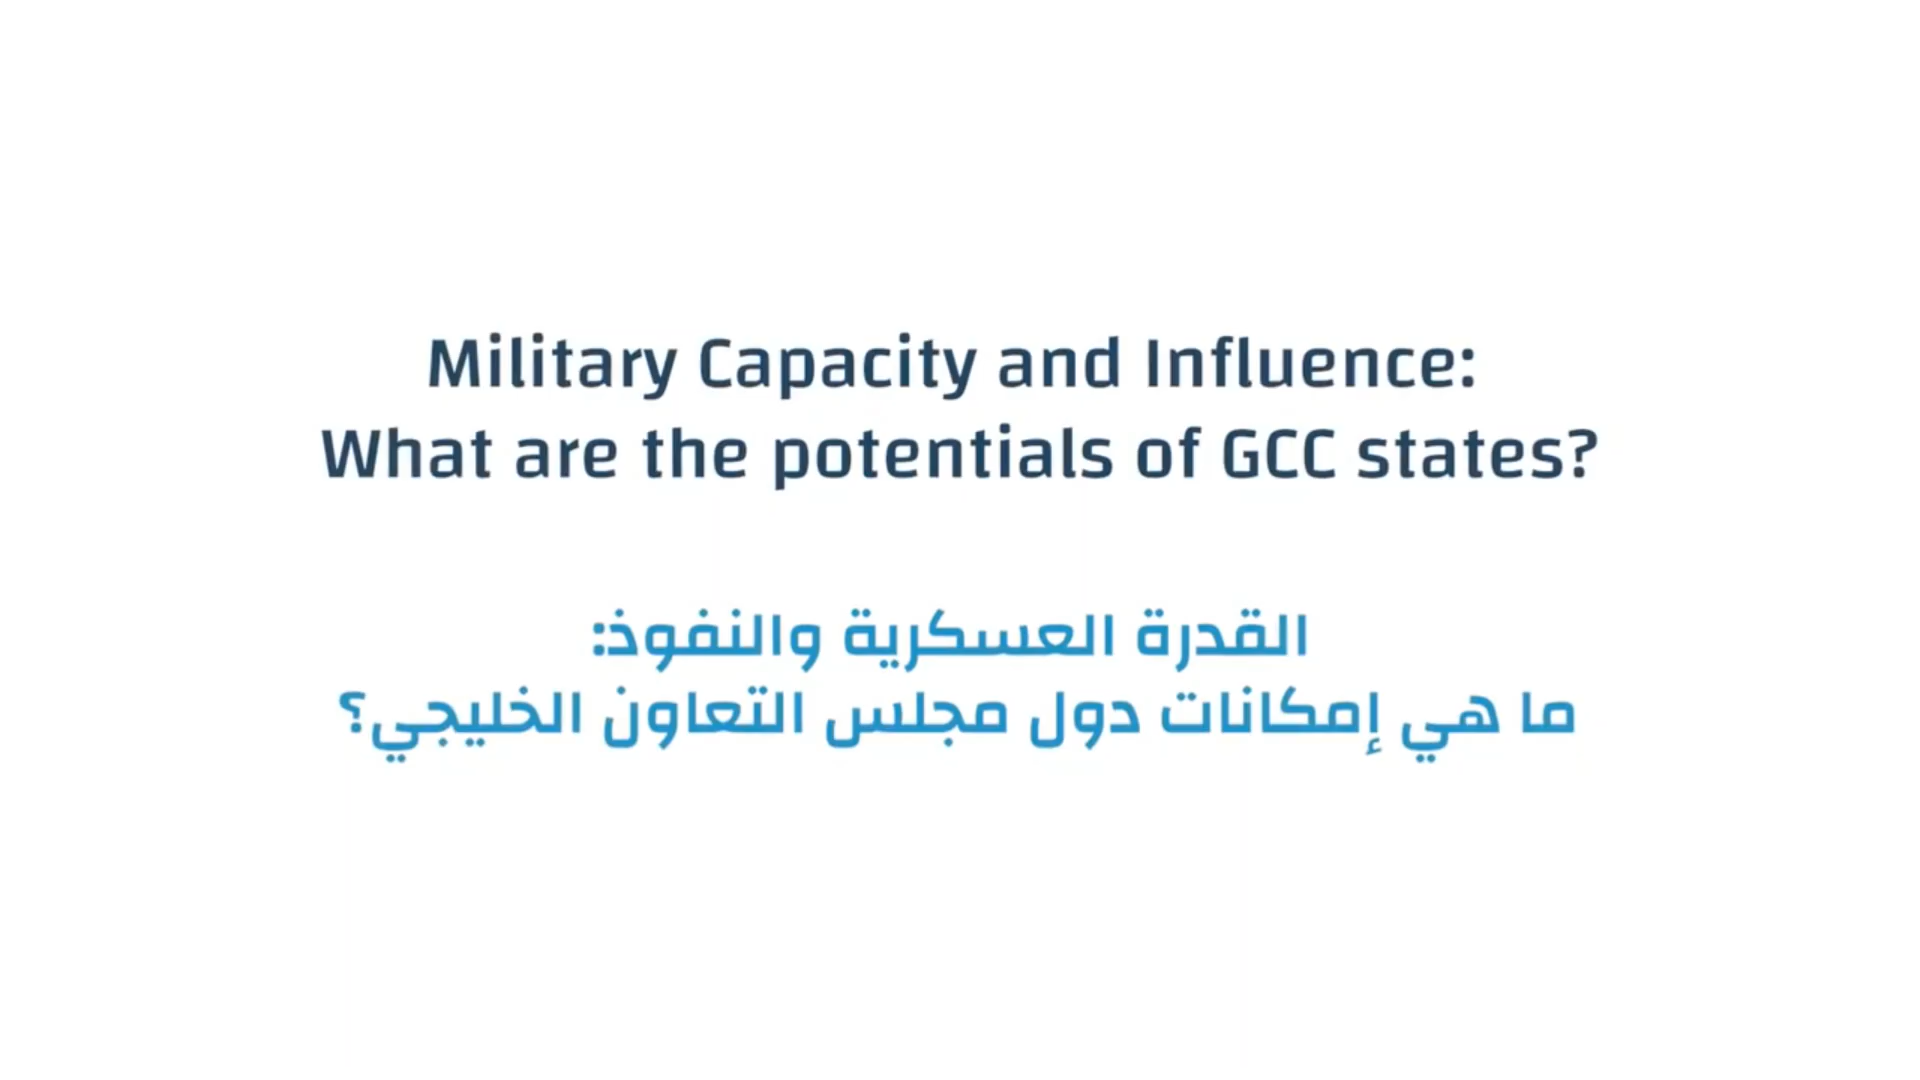 Military Capacity and Influence:
What are the potentials of GCC states?
القدرة العسكرية والنفوذ:
ما هي إمكانات دول مجلس التعاون الخليجي؟